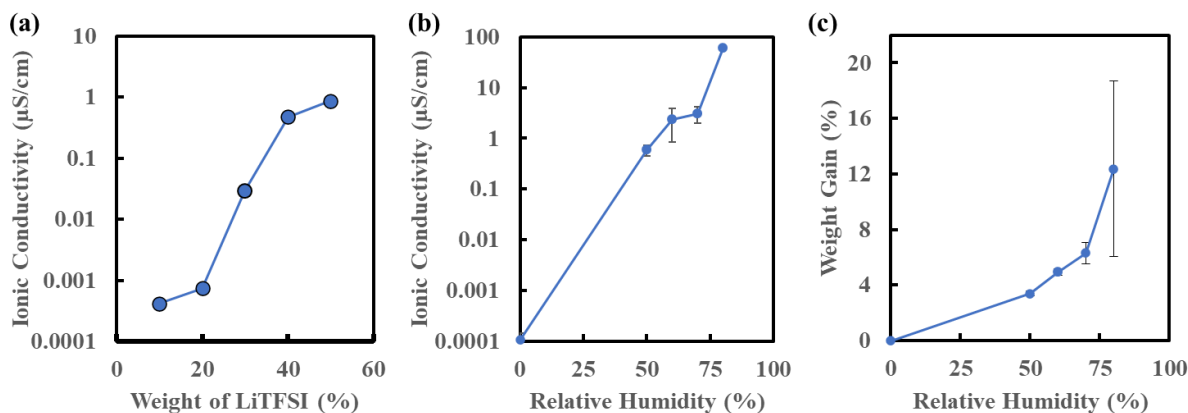 (a)
Ionic Conductivity (µS/cm)
10
1
0.1
0.01
0.001
0.0001
0 20 40 60
Weight of LiTFSI (%)
(b)
Ionic Conductivity (µS/cm)
100
10
1
0.1
0.01
0.001
0.0001
0 25 50 75 100
Relative Humidity (%)
(c)
Weight Gain (%)
20
16
12
8
4
0
0 25 50 75 100
Relative Humidity (%)